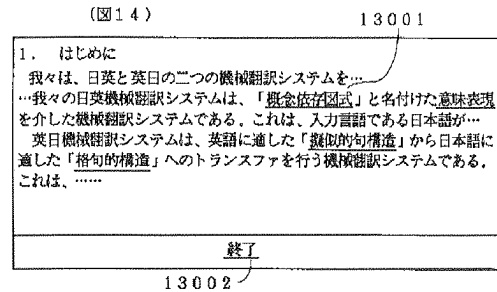 (図14)
13001
1. はじめに
我々は、日英と英日の二つの機械翻訳システムを…
…我々の日英機械翻訳システムは、「概念依存図式」と名付けた意味表現
を介した機械翻訳システムである。これは、入力言語である日本語が…
英日機械翻訳システムは、英語に適した「擬似的句構造」から日本語に
適した「格句的構造」へのトランスファを行う機械翻訳システムである。
これは、……
終了
13002